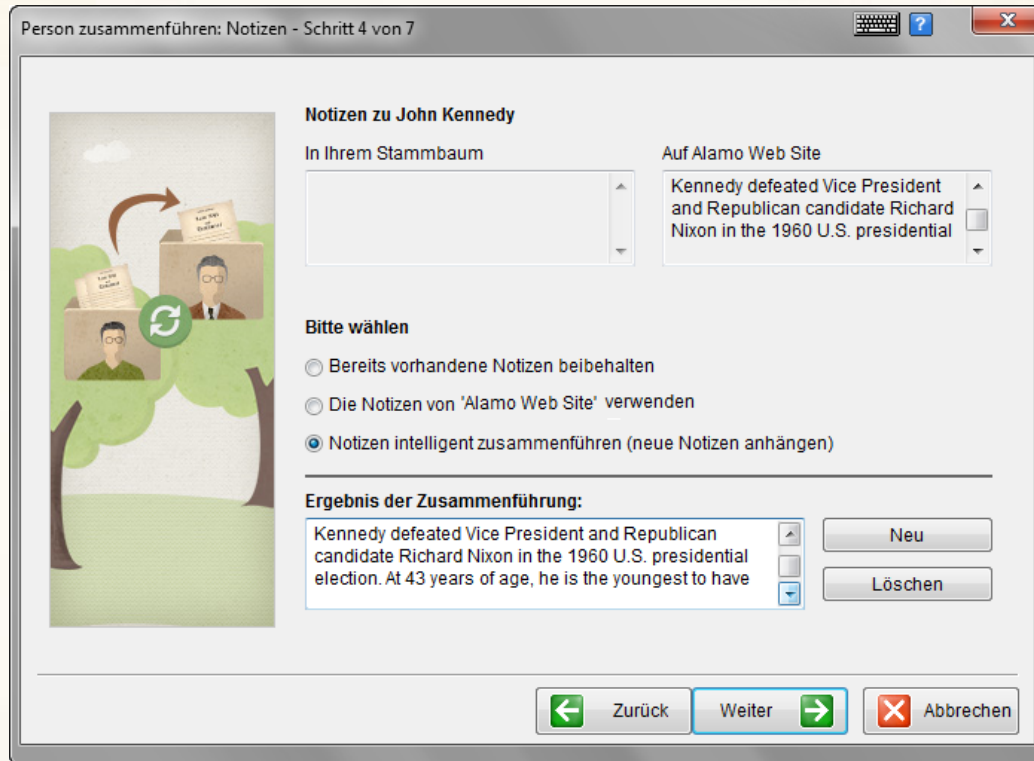 Person zusammenführen: Notizen - Schritt 4 von 7
?
Notizen zu John Kennedy
In Ihrem Stammbaum
Auf Alamo Web Site
Kennedy defeated Vice President
and Republican candidate Richard
Nixon in the 1960 U.S. presidential
Bitte wählen
Bereits vorhandene Notizen beibehalten
Die Notizen von 'Alamo Web Site' verwenden
Notizen intelligent zusammenführen (neue Notizen anhängen)
Ergebnis der Zusammenführung:
Kennedy defeated Vice President and Republican
candidate Richard Nixon in the 1960 U.S. presidential
election. At 43 years of age, he is the youngest to have
Neu
Löschen
Zurück
Weiter
Abbrechen